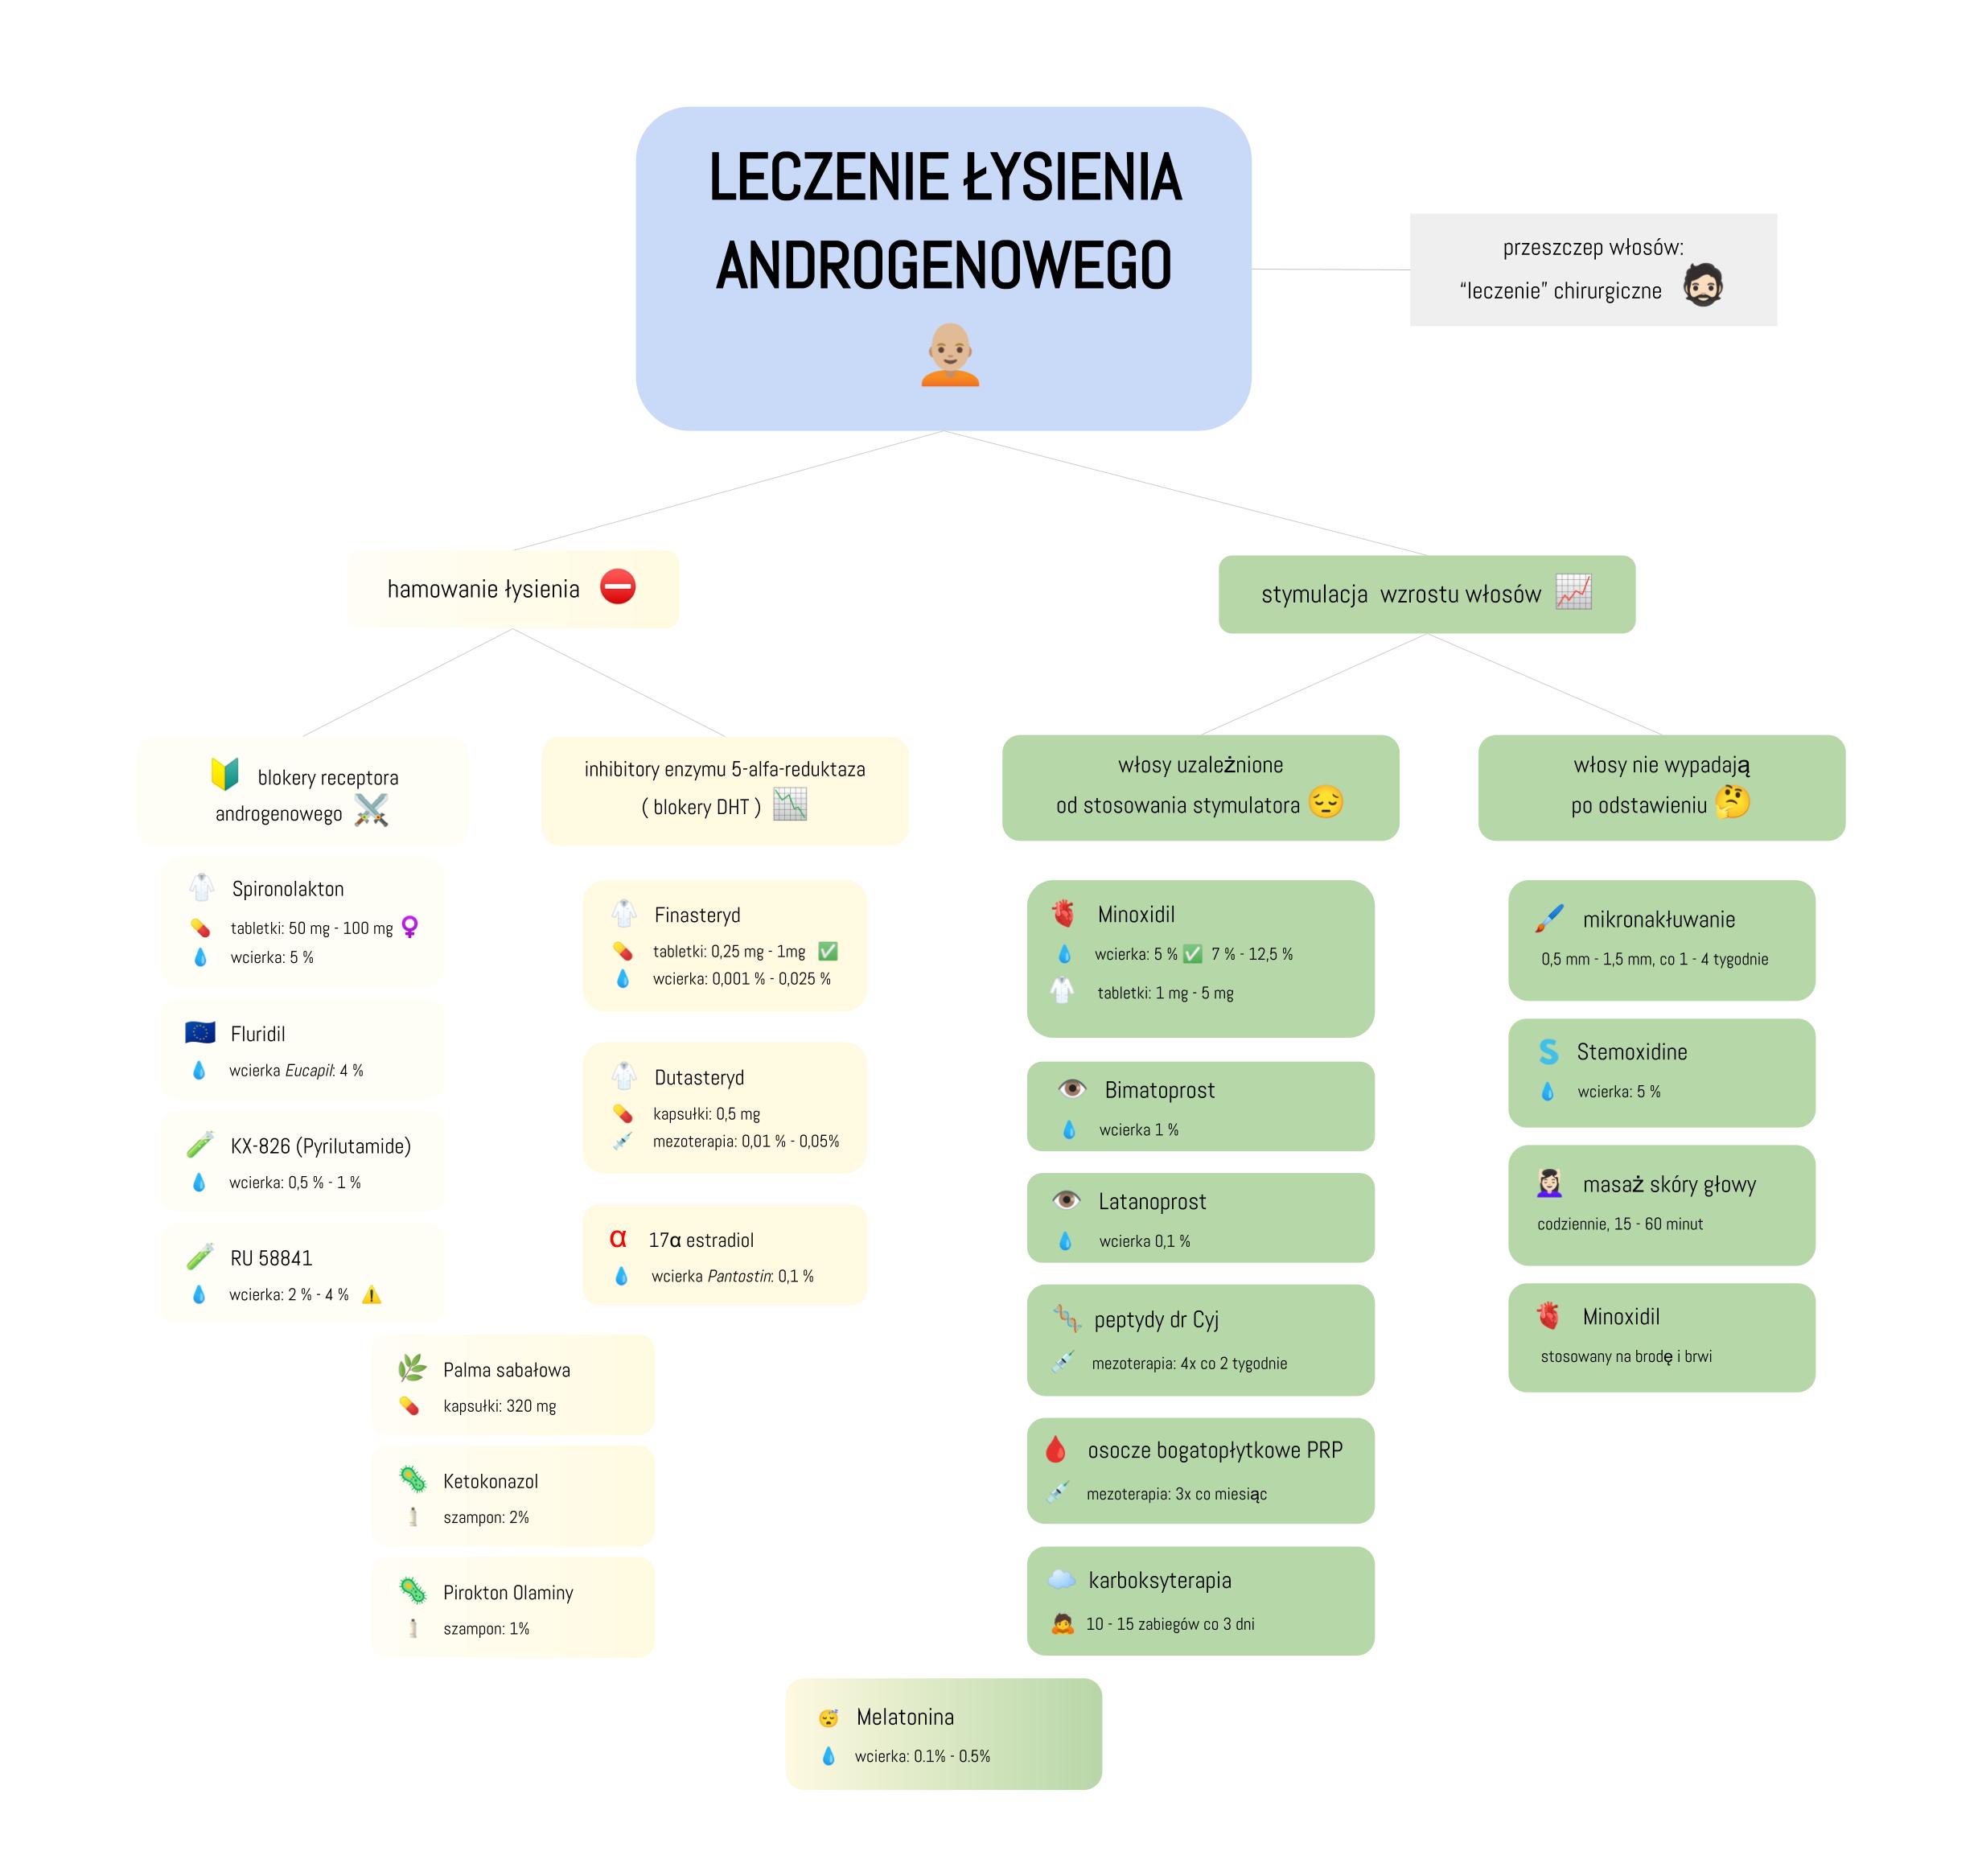 LECZENIE ŁYSIENIA
ANDROGENOWEGO
przeszczep włosów:
“leczenie” chirurgiczne
hamowanie łysienia
stymulacja wzrostu włosów
blokery receptora
androgenowego
inhibitory enzymu 5-alfa-reduktaza
( blokery DHT )
włosy uzależnione
od stosowania stymulatora
włosy nie wypadają
po odstawieniu
Spironolakton
tabletki: 50 mg - 100 mg
wcierka: 5 %
Fluridil
wcierka Eucapil: 4 %
KX-826 (Pyrilutamide)
wcierka: 0,5 % - 1 %
RU 58841
wcierka: 2 % - 4 %
Finasteryd
tabletki: 0,25 mg - 1mg
wcierka: 0,001 % - 0,025 %
Dutasteryd
kapsułki: 0,5 mg
mezoterapia: 0,01 % - 0,05%
α 17α estradiol
wcierka Pantostin: 0,1 %
Palma sabałowa
kapsułki: 320 mg
Ketokonazol
szampon: 2%
Pirokton Olaminy
szampon: 1%
Minoxidil
wcierka: 5 % 7 % - 12,5 %
tabletki: 1 mg - 5 mg
Bimatoprost
wcierka 1 %
Latanoprost
wcierka 0,1 %
peptydy dr Cyj
mezoterapia: 4x co 2 tygodnie
osocze bogatopłytkowe PRP
mezoterapia: 3x co miesiąc
karboksyterapia
10 - 15 zabiegów co 3 dni
mikronakłuwanie
0,5 mm - 1,5 mm, co 1 - 4 tygodnie
S Stemoxidine
wcierka: 5 %
masaż skóry głowy
codziennie, 15 - 60 minut
Minoxidil
stosowany na brodę i brwi
Melatonina
wcierka: 0.1% - 0.5%